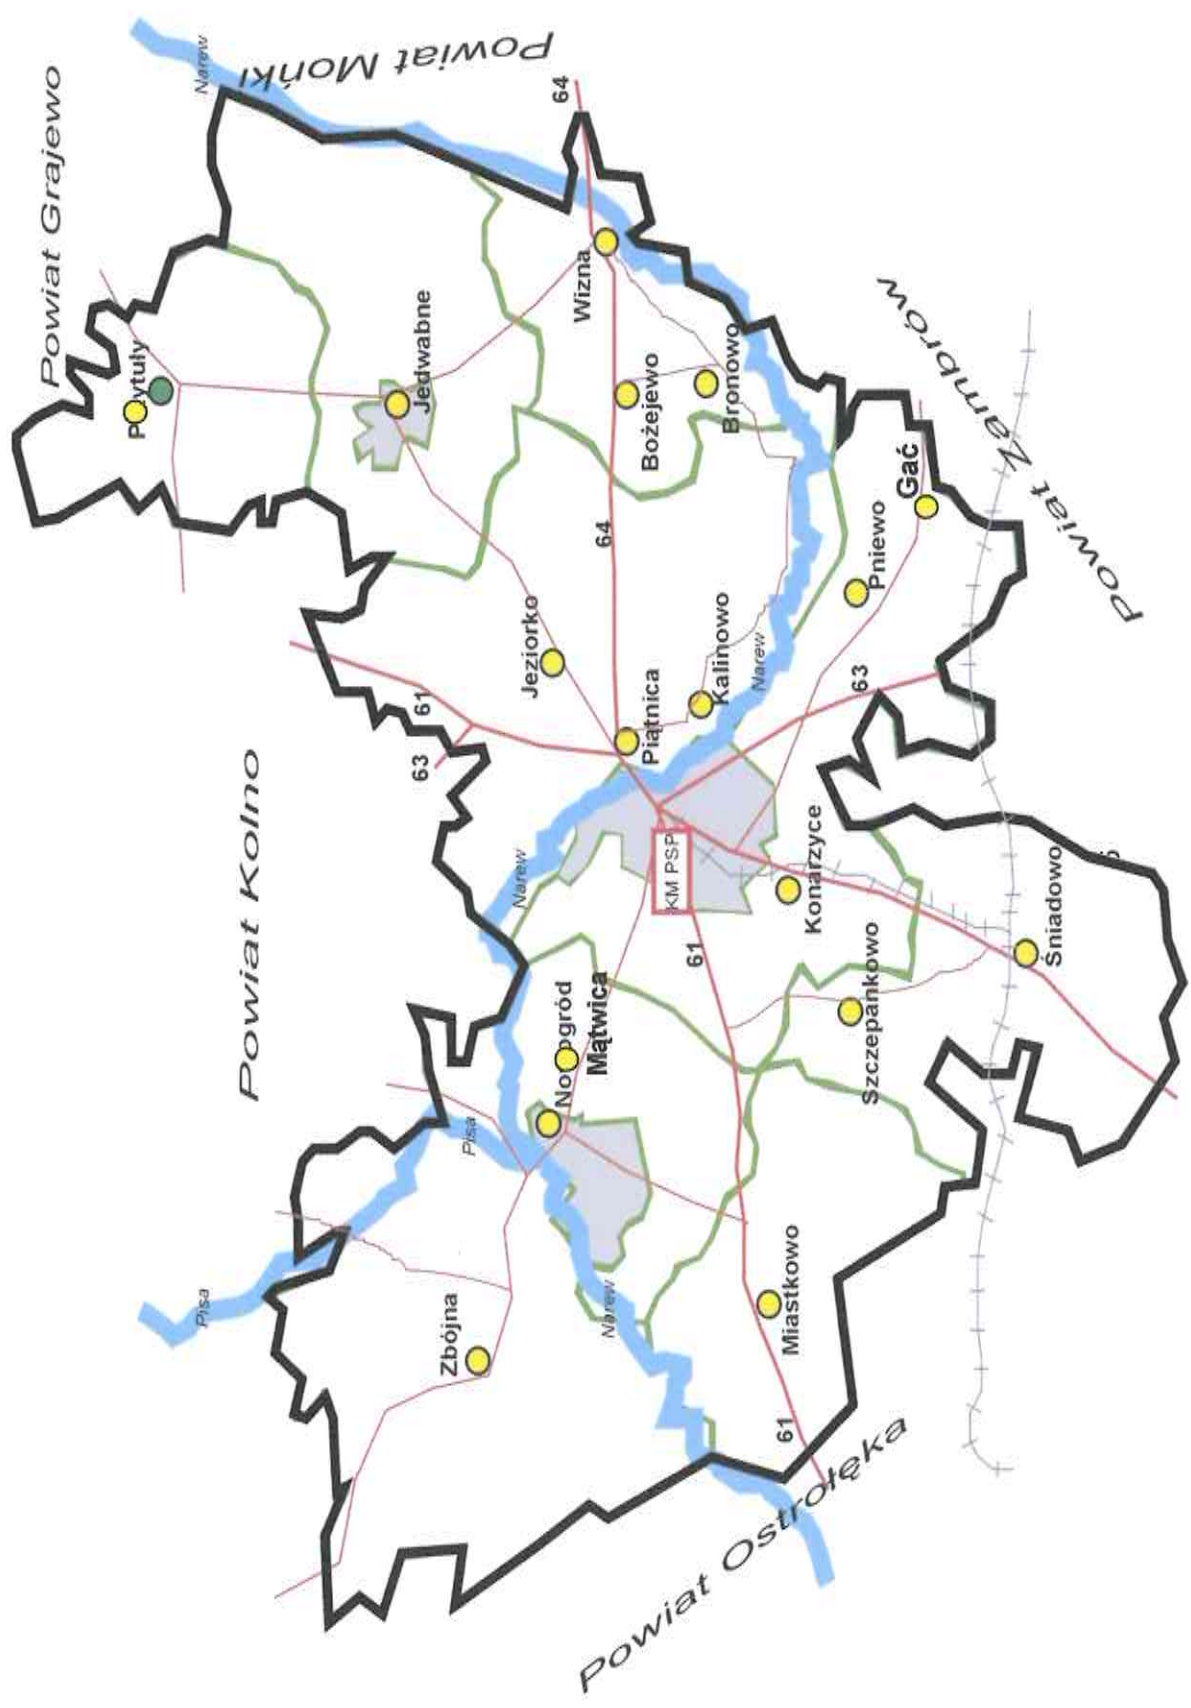 Powiat Grajewo
Przytuły
Narew
Pisa
Powiat Kolno
Powiat Mońki
Jedwabne
61
63
Zbójna
Pisa
Narew
Jeziorko
64
Nowogród
Wizna
Mątwica
64
Narew
Piątnica
Bożejewo
KM PSP
61
Kalinowo
Bronowo
Narew
61
Miastkowo
Konarzyce
63
Szczepankowo
Pniewo
Gać
Śniadowo
Powiat Ostrołęka
Powiat Zambrów